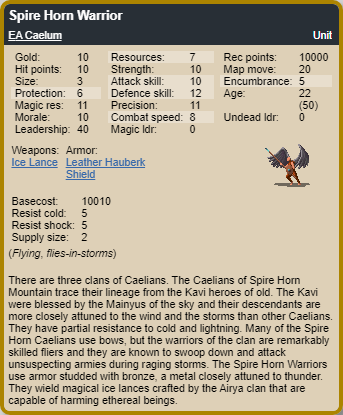 Spire Horn Warrior
EA Caelum Unit
Gold: 10 Resources: 7 Rec points: 10000
Hit points: 10 Strength: 10 Map move: 20
Size: 3 Attack skill: 10 Encumbrance: 5
Protection: 6 Defence skill: 12 Age: 22
Magic res: 11 Precision: 11 (50)
Morale: 10 Combat speed: 8 Undead ldr: 0
Leadership: 40 Magic ldr: 0
Weapons: Armor:
Ice Lance Leather Hauberk
Shield
Basecost: 10010
Resist cold: 5
Resist shock: 5
Supply size: 2
(Flying, flies-in-storms)
There are three clans of Caelians. The Caelians of Spire Horn
Mountain trace their lineage from the Kavi heroes of old. The Kavi
were blessed by the Mainyus of the sky and their descendants are
more closely attuned to the wind and the storms than other Caelians.
They have partial resistance to cold and lightning. Many of the Spire
Horn Caelians use bows, but the warriors of the clan are remarkably
skilled fliers and they are known to swoop down and attack
unsuspecting armies during raging storms. The Spire Horn Warriors
use armor studded with bronze, a metal closely attuned to thunder.
They wield magical ice lances crafted by the Airya clan that are
capable of harming ethereal beings.